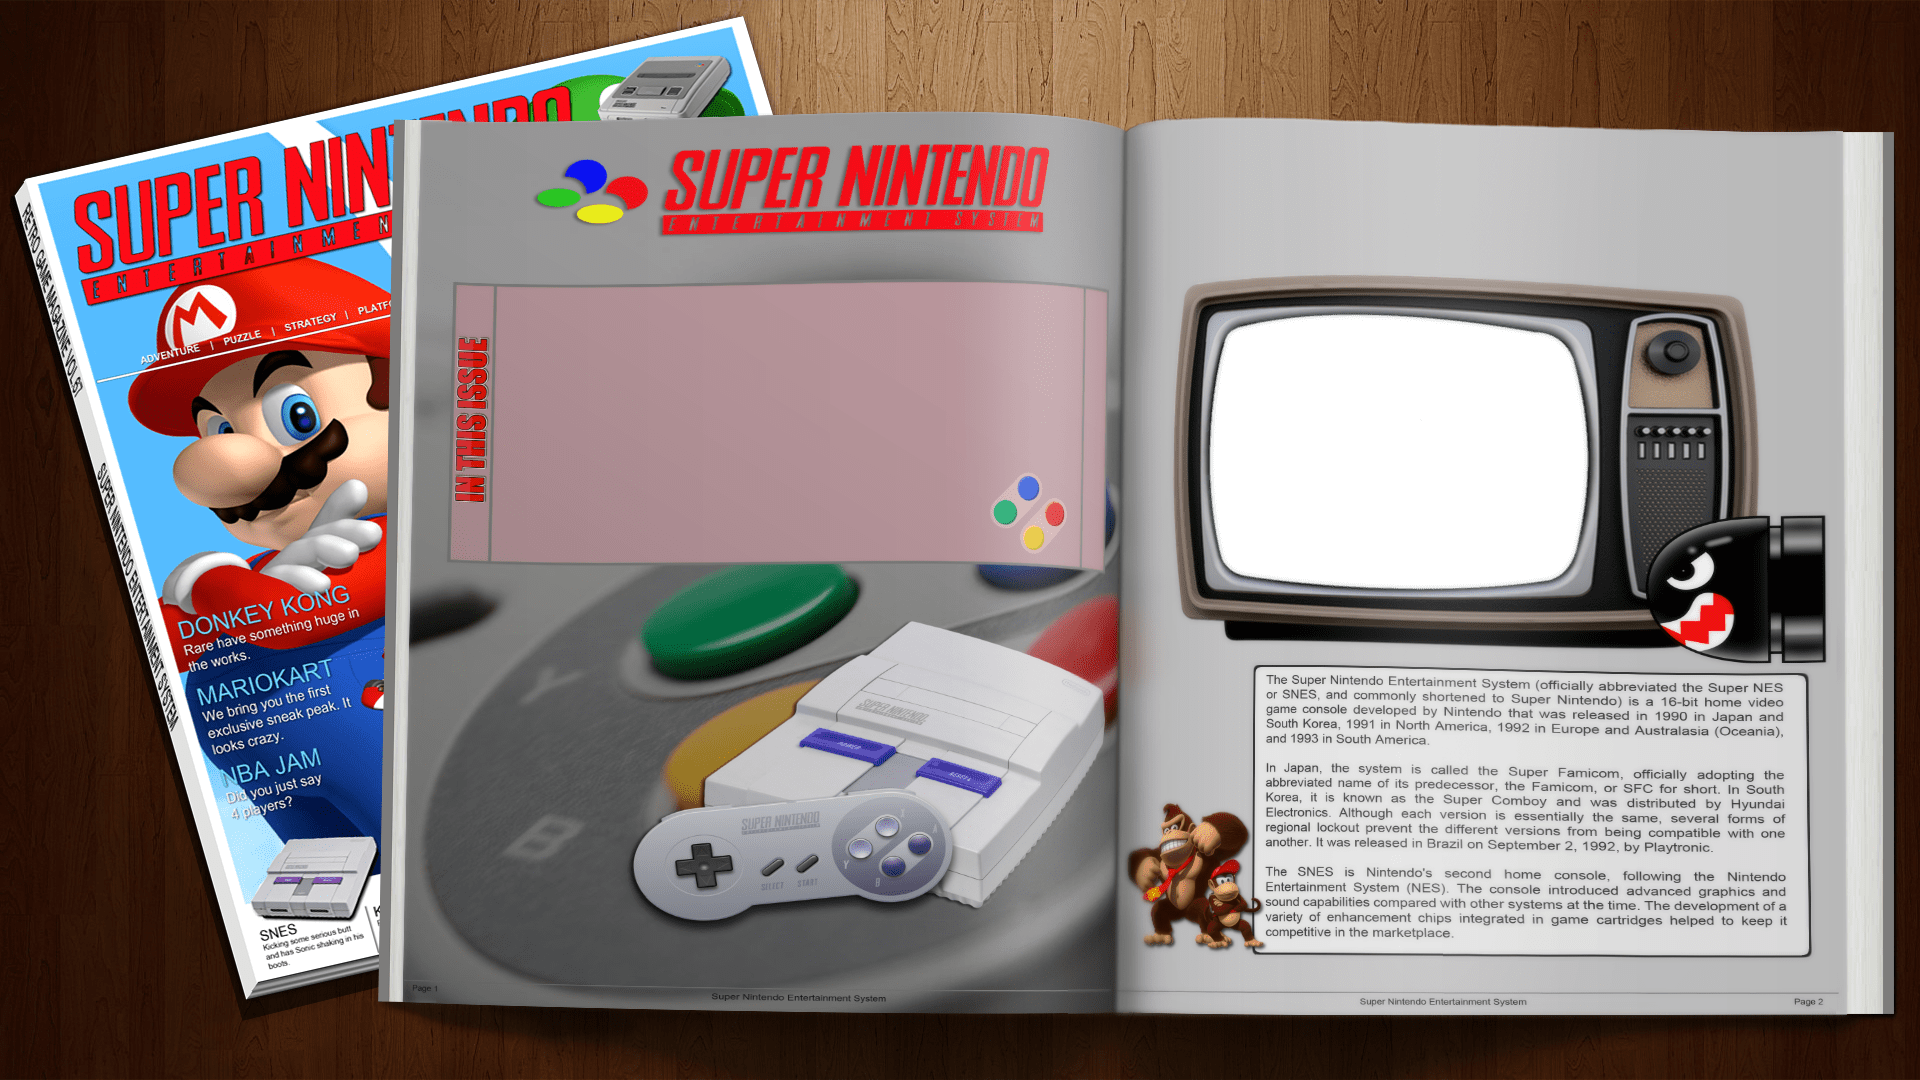 SUPER NIN
ENTERTAINMEN
ADVENTURE | PUZZLE | STRATEGY | PLATFO
RETRO GAME MAGAZINE VOL.67
SUPER NINTENDO ENTERTAINMENT SYSTEM
DONKEY KONG
Rare have something huge in
the works.
MARIOKART
We bring you the first
exclusive sneak peak. It
looks crazy.
NBA JAM
Did you just say
4 players?
SNES
Kicking some serious butt
and has Sonic shaking in his
boots.
SUPER NINTENDO
ENTERTAINMENT SYSTEM
IN THIS ISSUE
Y
B
SUPER NINTENDO
POWER
RESET
SUPER NINTENDO
SELECT START
X
Y
A
B
Page 1
Super Nintendo Entertainment System
The Super Nintendo Entertainment System (officially abbreviated the Super NES
or SNES, and commonly shortened to Super Nintendo) is a 16-bit home video
game console developed by Nintendo that was released in 1990 in Japan and
South Korea, 1991 in North America, 1992 in Europe and Australasia (Oceania),
and 1993 in South America.
In Japan, the system is called the Super Famicom, officially adopting the
abbreviated name of its predecessor, the Famicom, or SFC for short. In South
Korea, it is known as the Super Comboy and was distributed by Hyundai
Electronics. Although each version is essentially the same, several forms of
regional lockout prevent the different versions from being compatible with one
another. It was released in Brazil on September 2, 1992, by Playtronic.
The SNES is Nintendo's second home console, following the Nintendo
Entertainment System (NES). The console introduced advanced graphics and
sound capabilities compared with other systems at the time. The development of a
variety of enhancement chips integrated in game cartridges helped to keep it
competitive in the marketplace.
Super Nintendo Entertainment System
Page 2